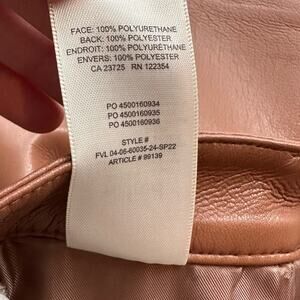 FACE: 100% POLYURETHANE
BACK: 100% POLYESTER
ENDROIT: 100% POLYURÉTHANE
ENVERS: 100% POLYESTER
CA 23725 RN 122354
PO 4500160934
PO 4500160935
PO 4500160936
STYLE #
FVL 04-06-60035-24-SP22
ARTICLE # 99139